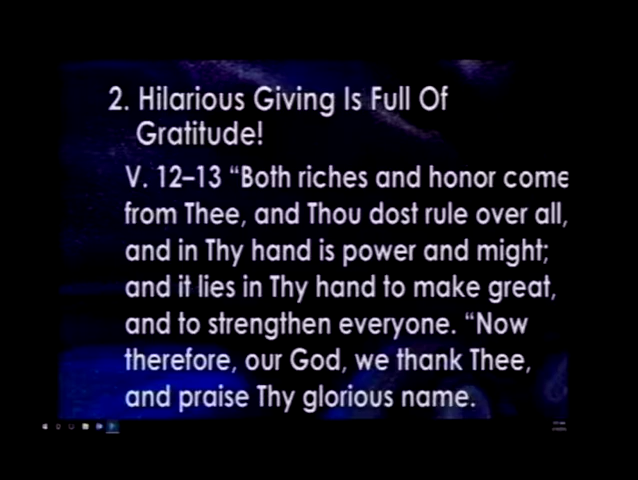 2. Hilarious Giving Is Full Of
Gratitude!
V. 12–13 “Both riches and honor come
from Thee, and Thou dost rule over all,
and in Thy hand is power and might;
and it lies in Thy hand to make great,
and to strengthen everyone. “Now
therefore, our God, we thank Thee,
and praise Thy glorious name.